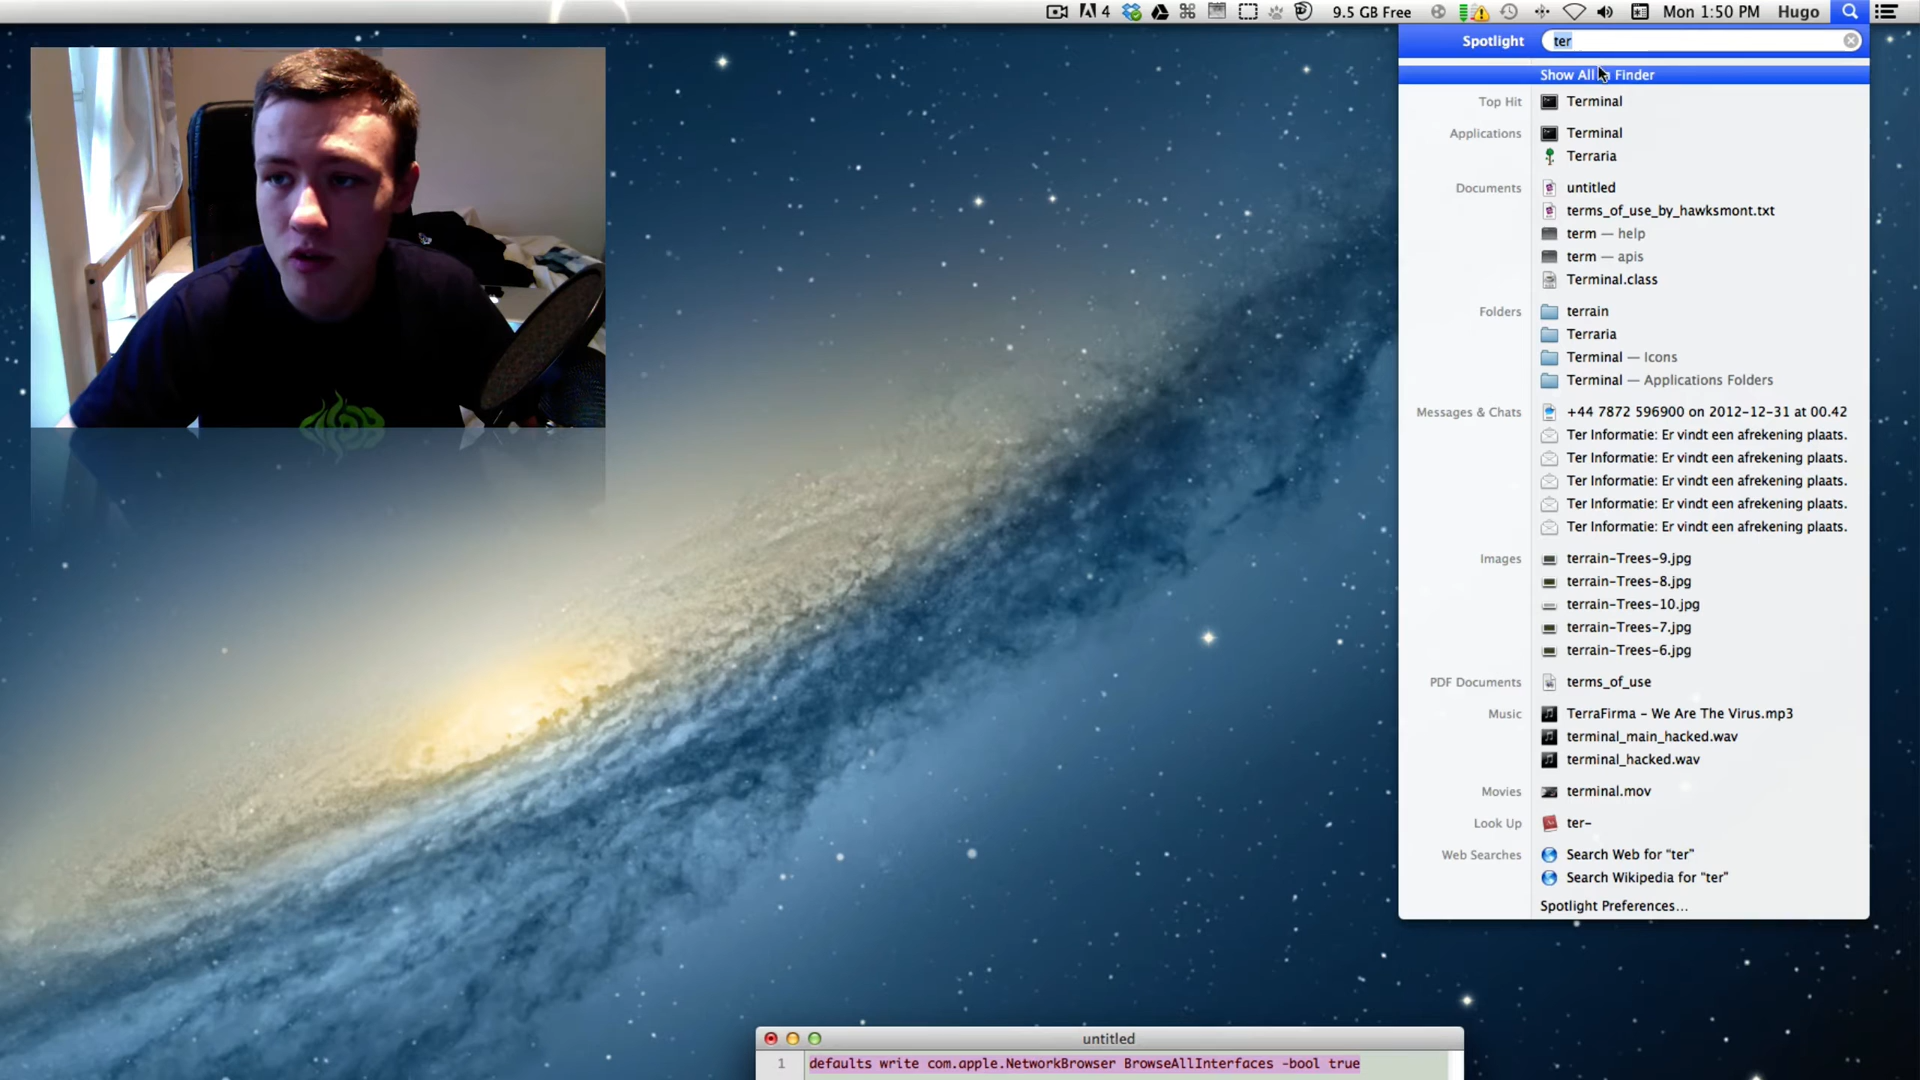 4
9.5 GB Free
Mon 1:50 PM
Hugo
Spotlight
ter
Show All in Finder
Top Hit
Terminal
Applications
Terminal
Terraria
Documents
untitled
terms_of_use_by_hawksmont.txt
term — help
term — apis
Terminal.class
Folders
terrain
Terraria
Terminal — Icons
Terminal — Applications Folders
Messages & Chats
+44 7872 596900 on 2012-12-31 at 00.42
Ter Informatie: Er vindt een afrekening plaats.
Ter Informatie: Er vindt een afrekening plaats.
Ter Informatie: Er vindt een afrekening plaats.
Ter Informatie: Er vindt een afrekening plaats.
Ter Informatie: Er vindt een afrekening plaats.
Images
terrain-Trees-9.jpg
terrain-Trees-8.jpg
terrain-Trees-10.jpg
terrain-Trees-7.jpg
terrain-Trees-6.jpg
PDF Documents
terms_of_use
Music
TerraFirma - We Are The Virus.mp3
terminal_main_hacked.wav
terminal_hacked.wav
Movies
terminal.mov
Look Up
ter-
Web Searches
Search Web for “ter”
Search Wikipedia for “ter”
Spotlight Preferences...
untitled
1 defaults write com.apple.NetworkBrowser BrowseAllInterfaces -bool true